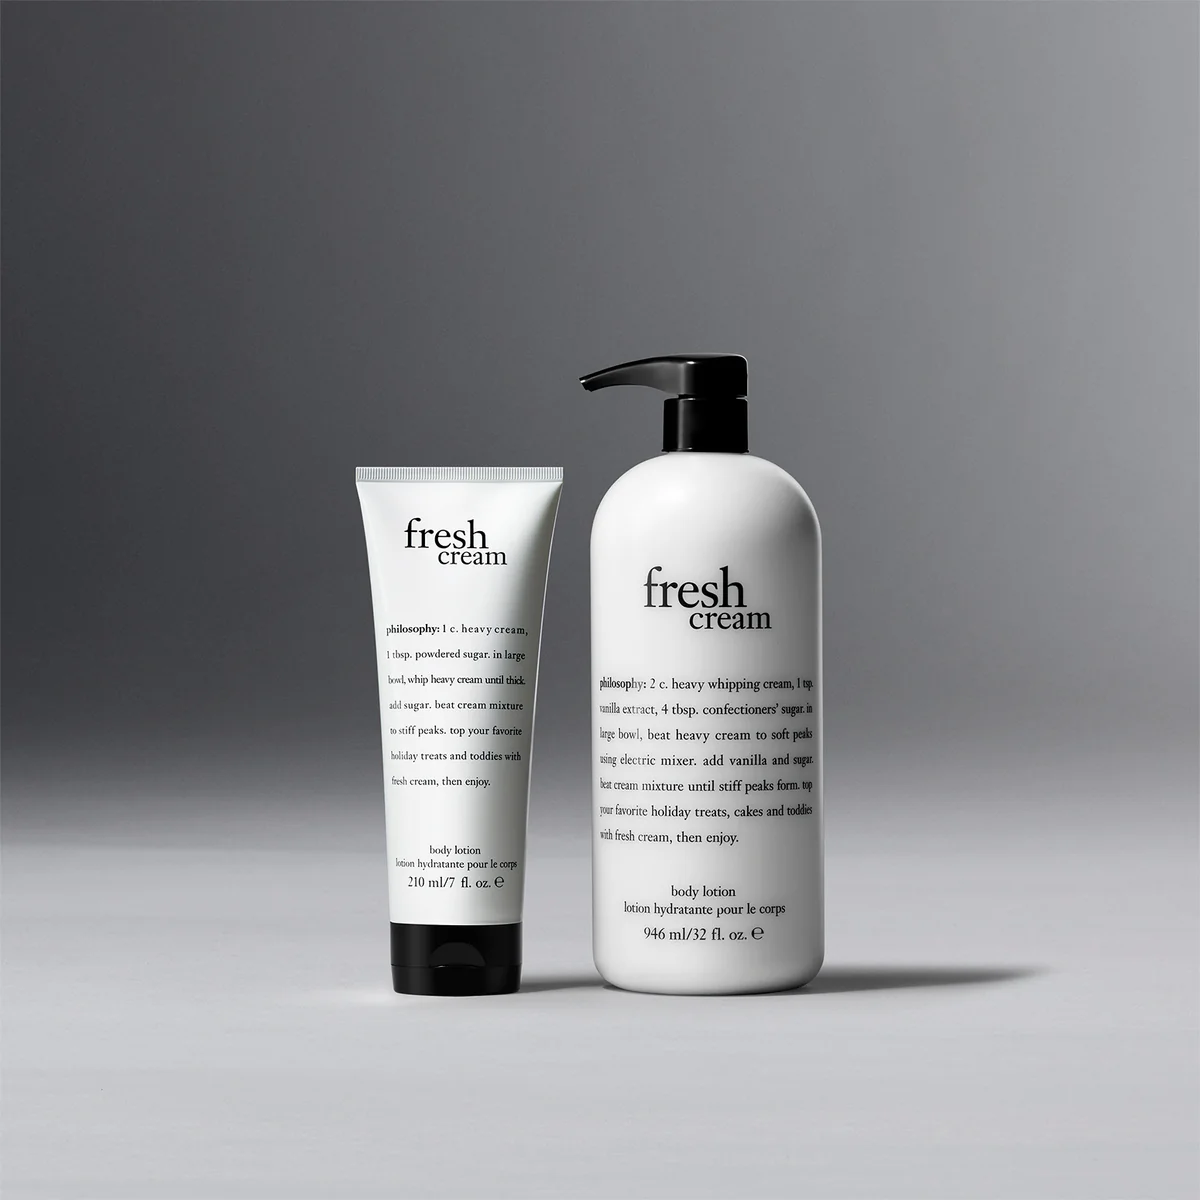 fresh
cream
philosophy: 1 c. heavy cream,
1 tbsp. powdered sugar. in large
bowl, whip heavy cream until thick.
add sugar. beat cream mixture
to stiff peaks. top your favorite
holiday treats and toddies with
fresh cream, then enjoy.
body lotion
lotion hydratante pour le corps
210 ml/7 fl. oz. ℮
fresh
cream
philosophy: 2 c. heavy whipping cream, 1 tsp.
vanilla extract, 4 tbsp. confectioners' sugar. in
large bowl, beat heavy cream to soft peaks
using electric mixer. add vanilla and sugar.
beat cream mixture until stiff peaks form. top
your favorite holiday treats, cakes and toddies
with fresh cream, then enjoy.
body lotion
lotion hydratante pour le corps
946 ml/32 fl. oz. ℮